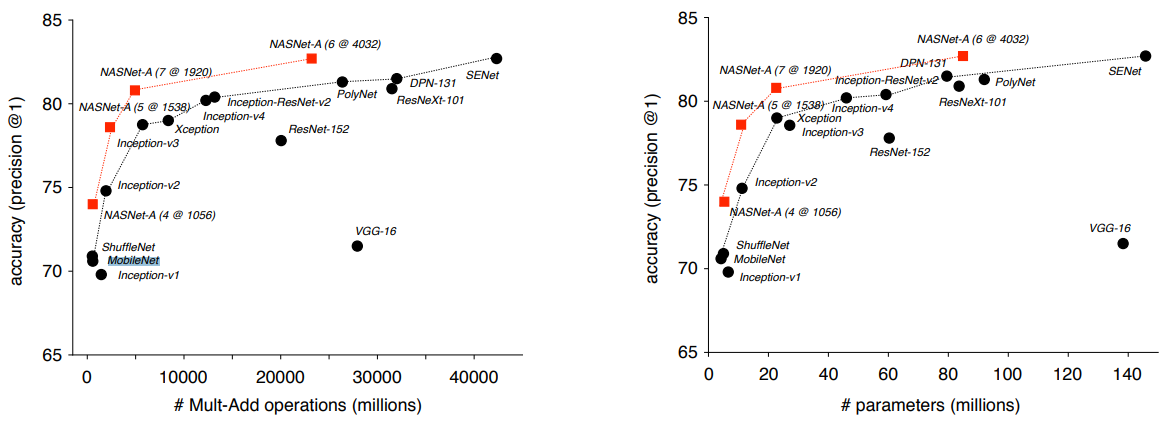 accuracy (precision @1)
85
80
75
70
65
NASNet-A (6 @ 4032)
NASNet-A (7 @ 1920)
SENet
NASNet-A (5 @ 1538)
PolyNet
DPN-131
Inception-ResNet-v2
ResNeXt-101
Inception-v4
Xception
ResNet-152
Inception-v3
Inception-v2
NASNet-A (4 @ 1056)
VGG-16
ShuffleNet
MobileNet
Inception-v1
0 10000 20000 30000 40000
# Mult-Add operations (millions)
accuracy (precision @1)
85
80
75
70
65
NASNet-A (6 @ 4032)
DPN-131
NASNet-A (7 @ 1920)
SENet
Inception-ResNet-v2
PolyNet
NASNet-A (5 @ 1538)
Inception-v4
ResNeXt-101
Xception
Inception-v3
ResNet-152
Inception-v2
NASNet-A (4 @ 1056)
VGG-16
ShuffleNet
MobileNet
Inception-v1
0 20 40 60 80 100 120 140
# parameters (millions)